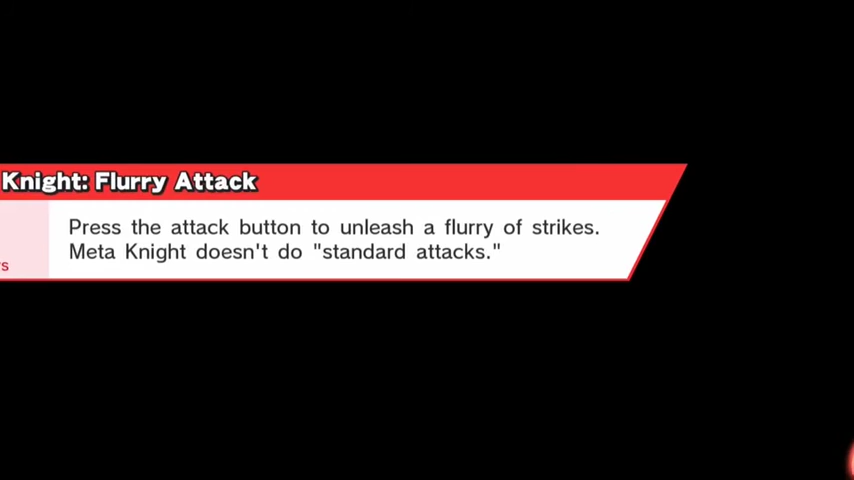 Knight: Flurry Attack
Press the attack button to unleash a flurry of strikes.
Meta Knight doesn't do "standard attacks."